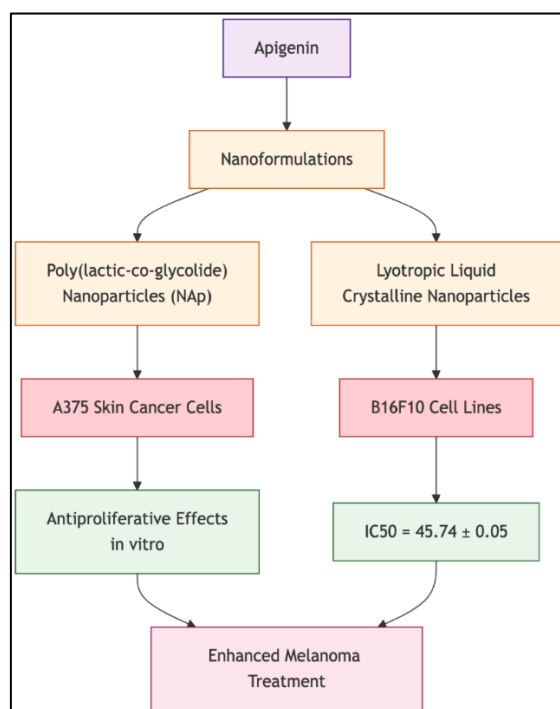 Apigenin
Nanoformulations
Poly(lactic-co-glycolide)
Nanoparticles (NAp)
Lyotropic Liquid
Crystalline Nanoparticles
A375 Skin Cancer Cells
B16F10 Cell Lines
Antiproliferative Effects
in vitro
IC50 = 45.74 ± 0.05
Enhanced Melanoma
Treatment